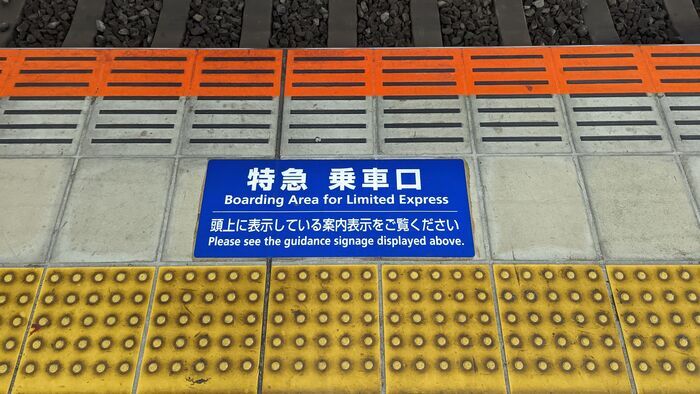 特急 乗車口
Boarding Area for Limited Express
頭上に表示している案内表示をご覧ください
Please see the guidance signage displayed above.